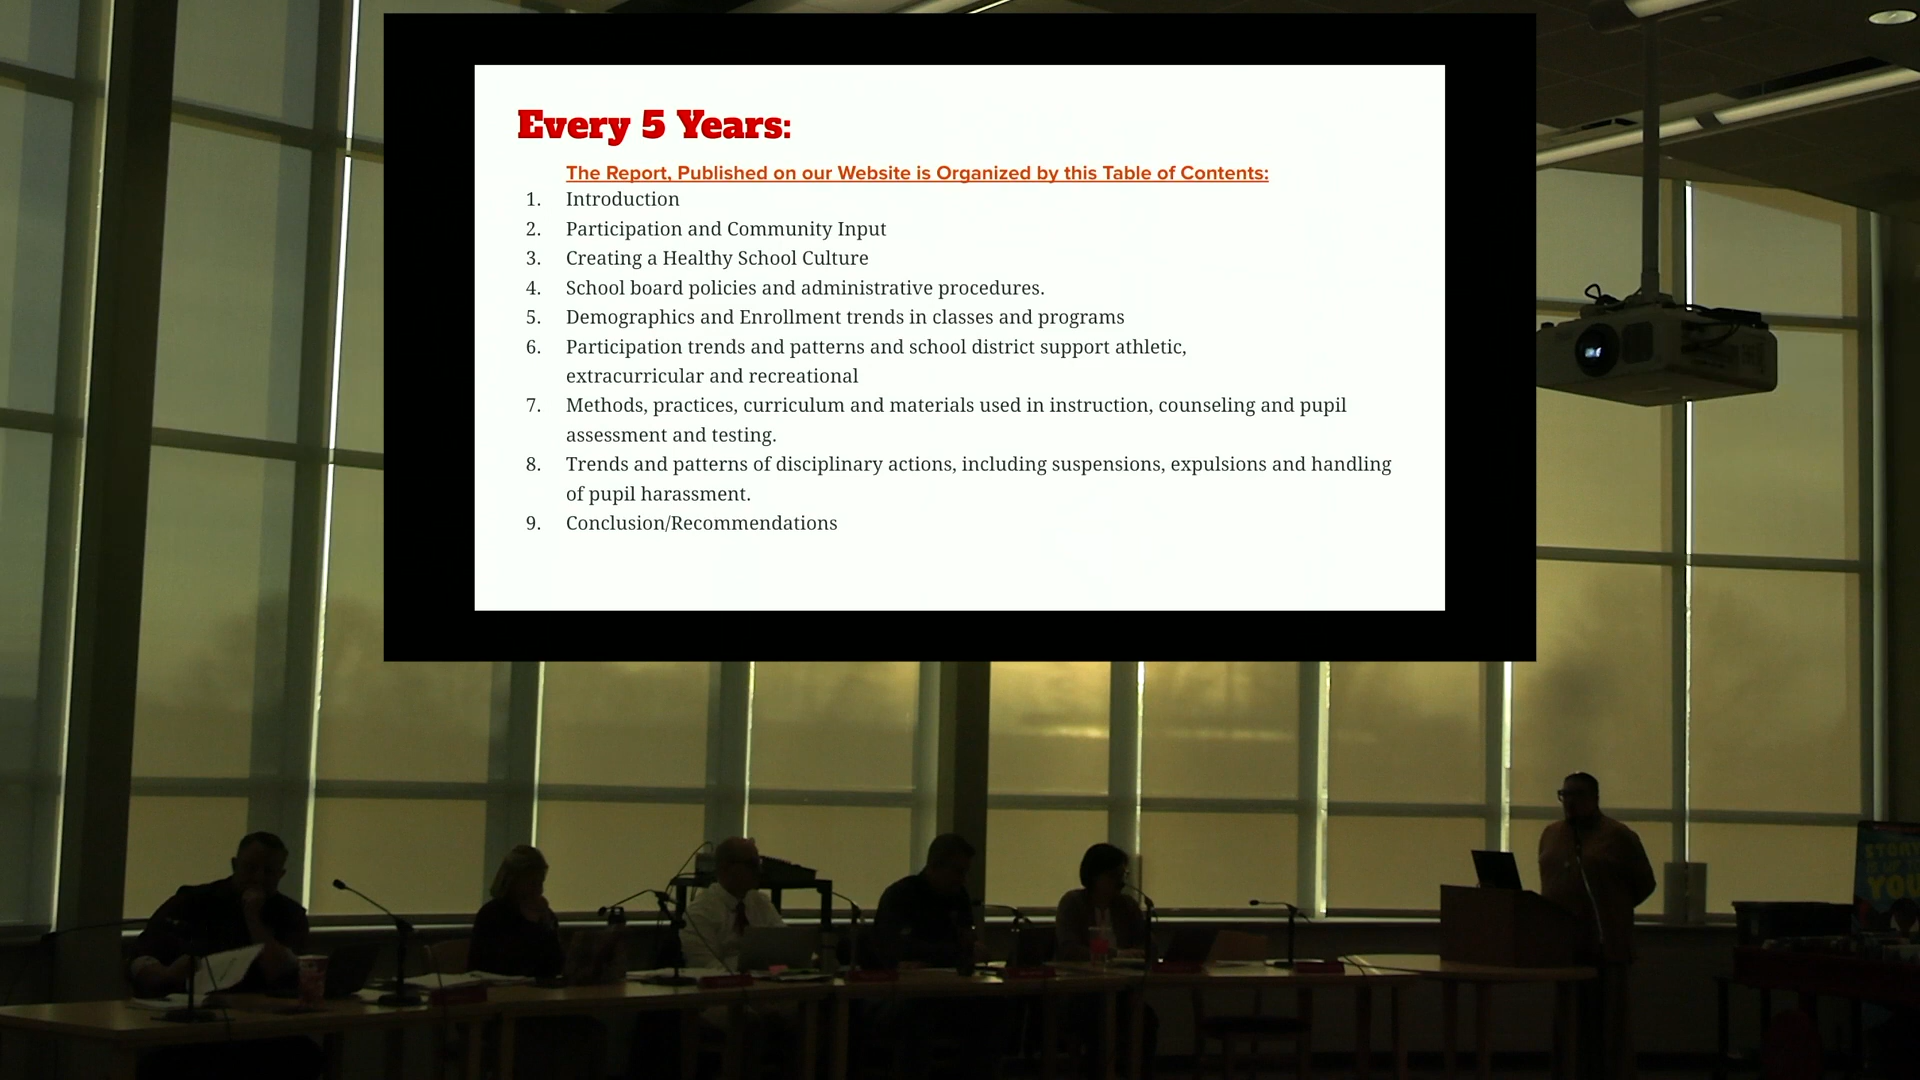 Every 5 Years:
The Report, Published on our Website is Organized by this Table of Contents:
1. Introduction
2. Participation and Community Input
3. Creating a Healthy School Culture
4. School board policies and administrative procedures.
5. Demographics and Enrollment trends in classes and programs
6. Participation trends and patterns and school district support athletic,
extracurricular and recreational
7. Methods, practices, curriculum and materials used in instruction, counseling and pupil
assessment and testing.
8. Trends and patterns of disciplinary actions, including suspensions, expulsions and handling
of pupil harassment.
9. Conclusion/Recommendations
STORY
YOU